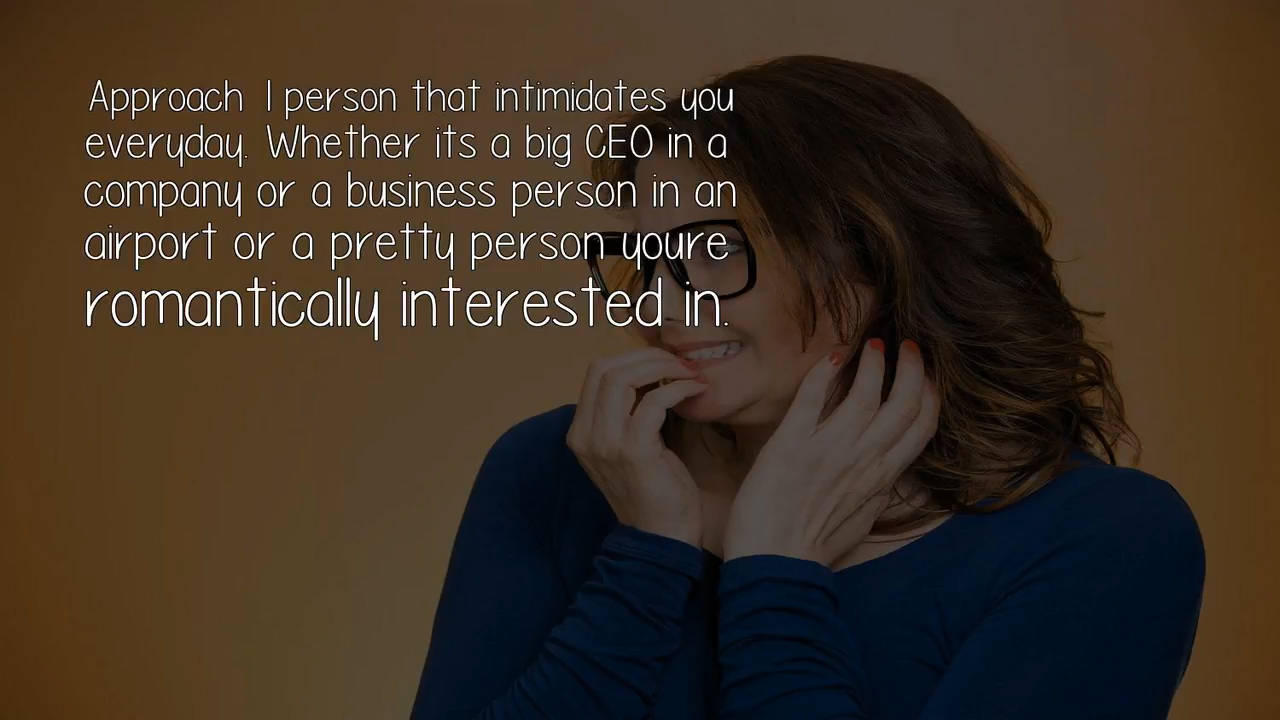 Approach 1 person that intimidates you
everyday. Whether its a big CEO in a
company or a business person in an
airport or a pretty person youre
romantically interested in.